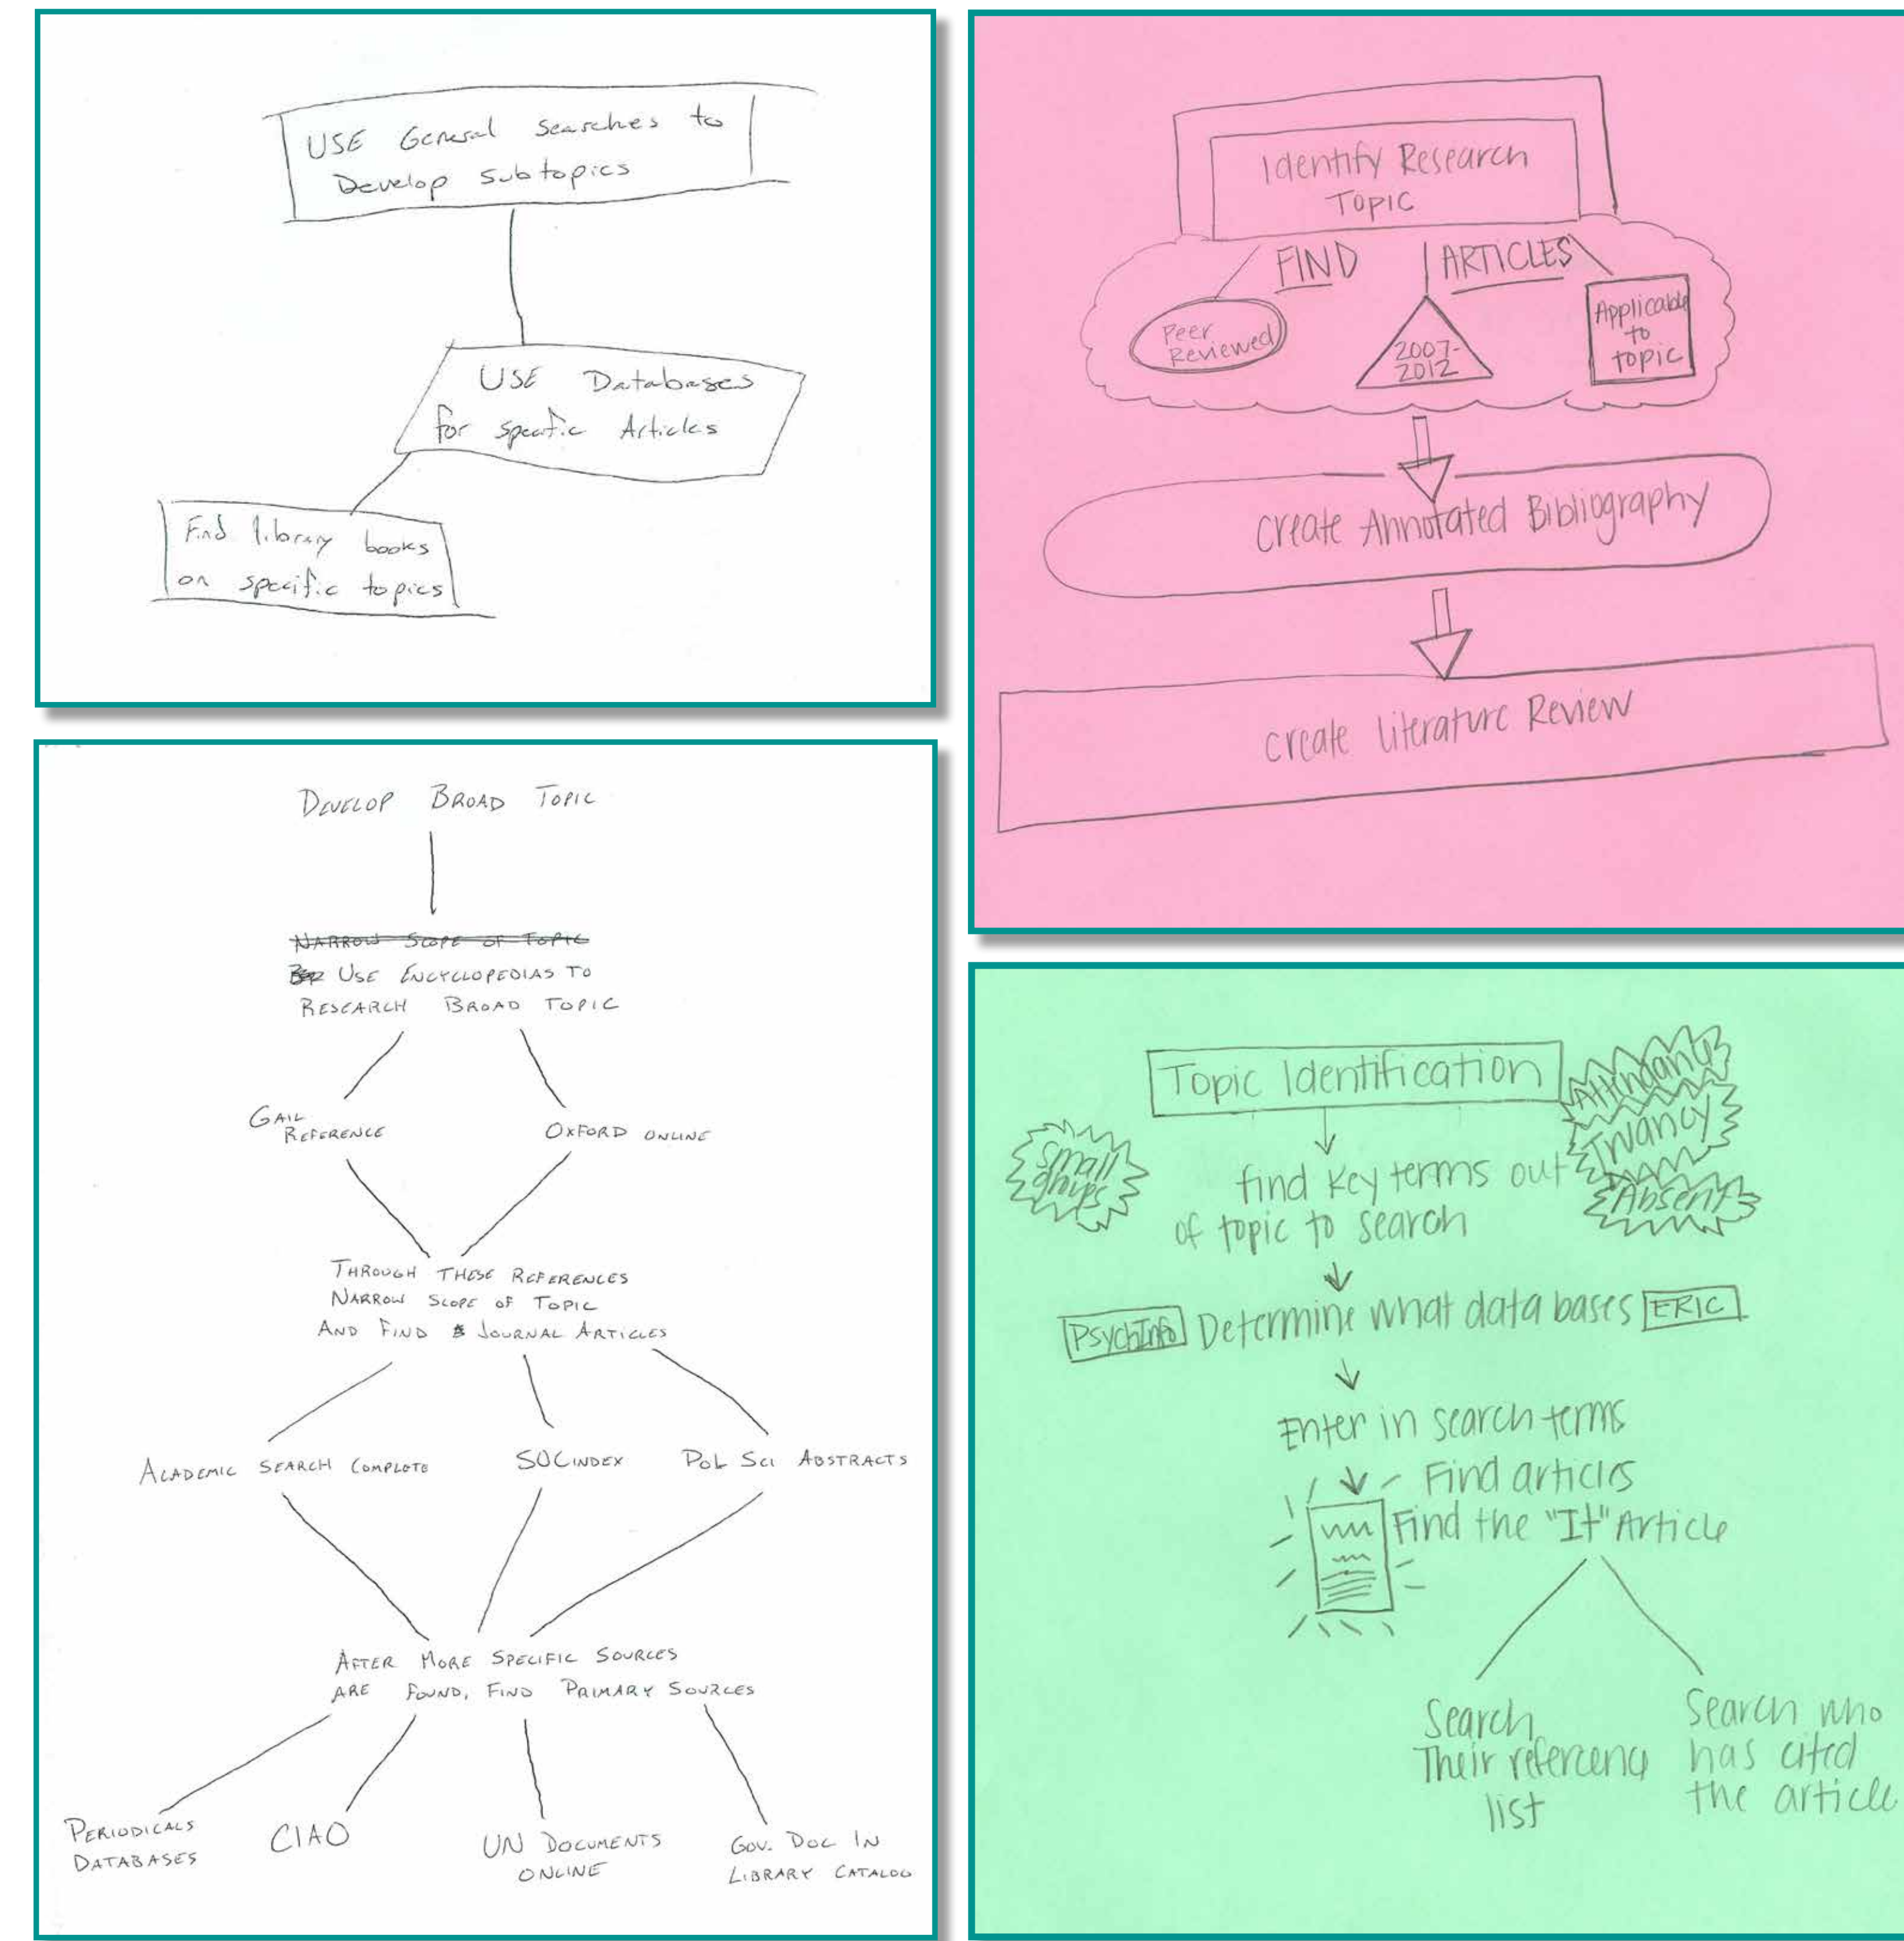 USE General Searches to
Develop Subtopics
USE Databases
for specific Articles
Find library books
on specific topics
Identify Research
Topic
FIND ARTICLES
Peer
Reviewed
2007-
2012
Applicable
to
topic
Create Annotated Bibliography
Create Literature Review
DEVELOP BROAD TOPIC
NARROW SCOPE OF TOPIC
USE ENCYCLOPEDIAS TO
RESEARCH BROAD TOPIC
GAIL
REFERENCE
OXFORD ONLINE
THROUGH THESE REFERENCES
NARROW SCOPE OF TOPIC
AND FIND JOURNAL ARTICLES
ACADEMIC SEARCH COMPLETE
SOCINDEX
POL SCI ABSTRACTS
AFTER MORE SPECIFIC SOURCES
ARE FOUND, FIND PRIMARY SOURCES
PERIODICALS
DATABASES
CIAO
UN DOCUMENTS
ONLINE
GOV. DOC IN
LIBRARY CATALOG
Topic Identification
Attendance
Truancy
Absent
Small
find key terms out
of topic to search
PsychInfo
Determine what data bases
ERIC
Enter in search terms
Find articles
Find the "It" Article
Search
Their reference
list
Search who
has cited
the article